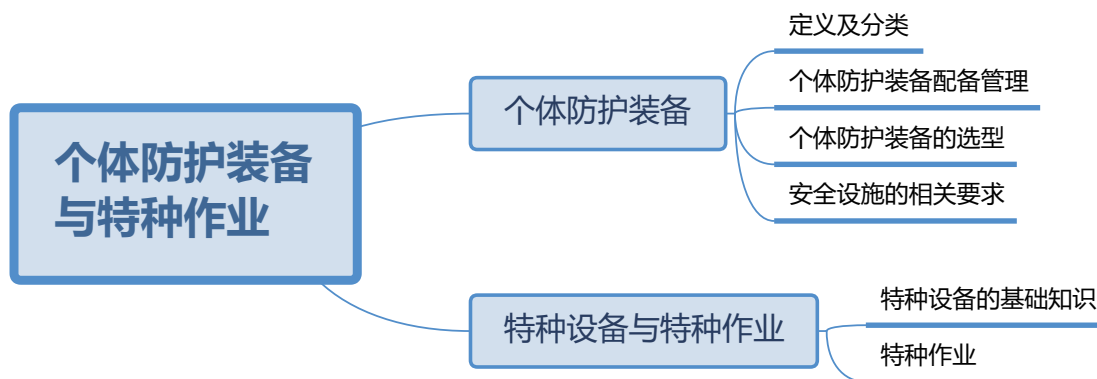 个体防护装备
与特种作业
个体防护装备
定义及分类
个体防护装备配备管理
个体防护装备的选型
安全设施的相关要求
特种设备与特种作业
特种设备的基础知识
特种作业